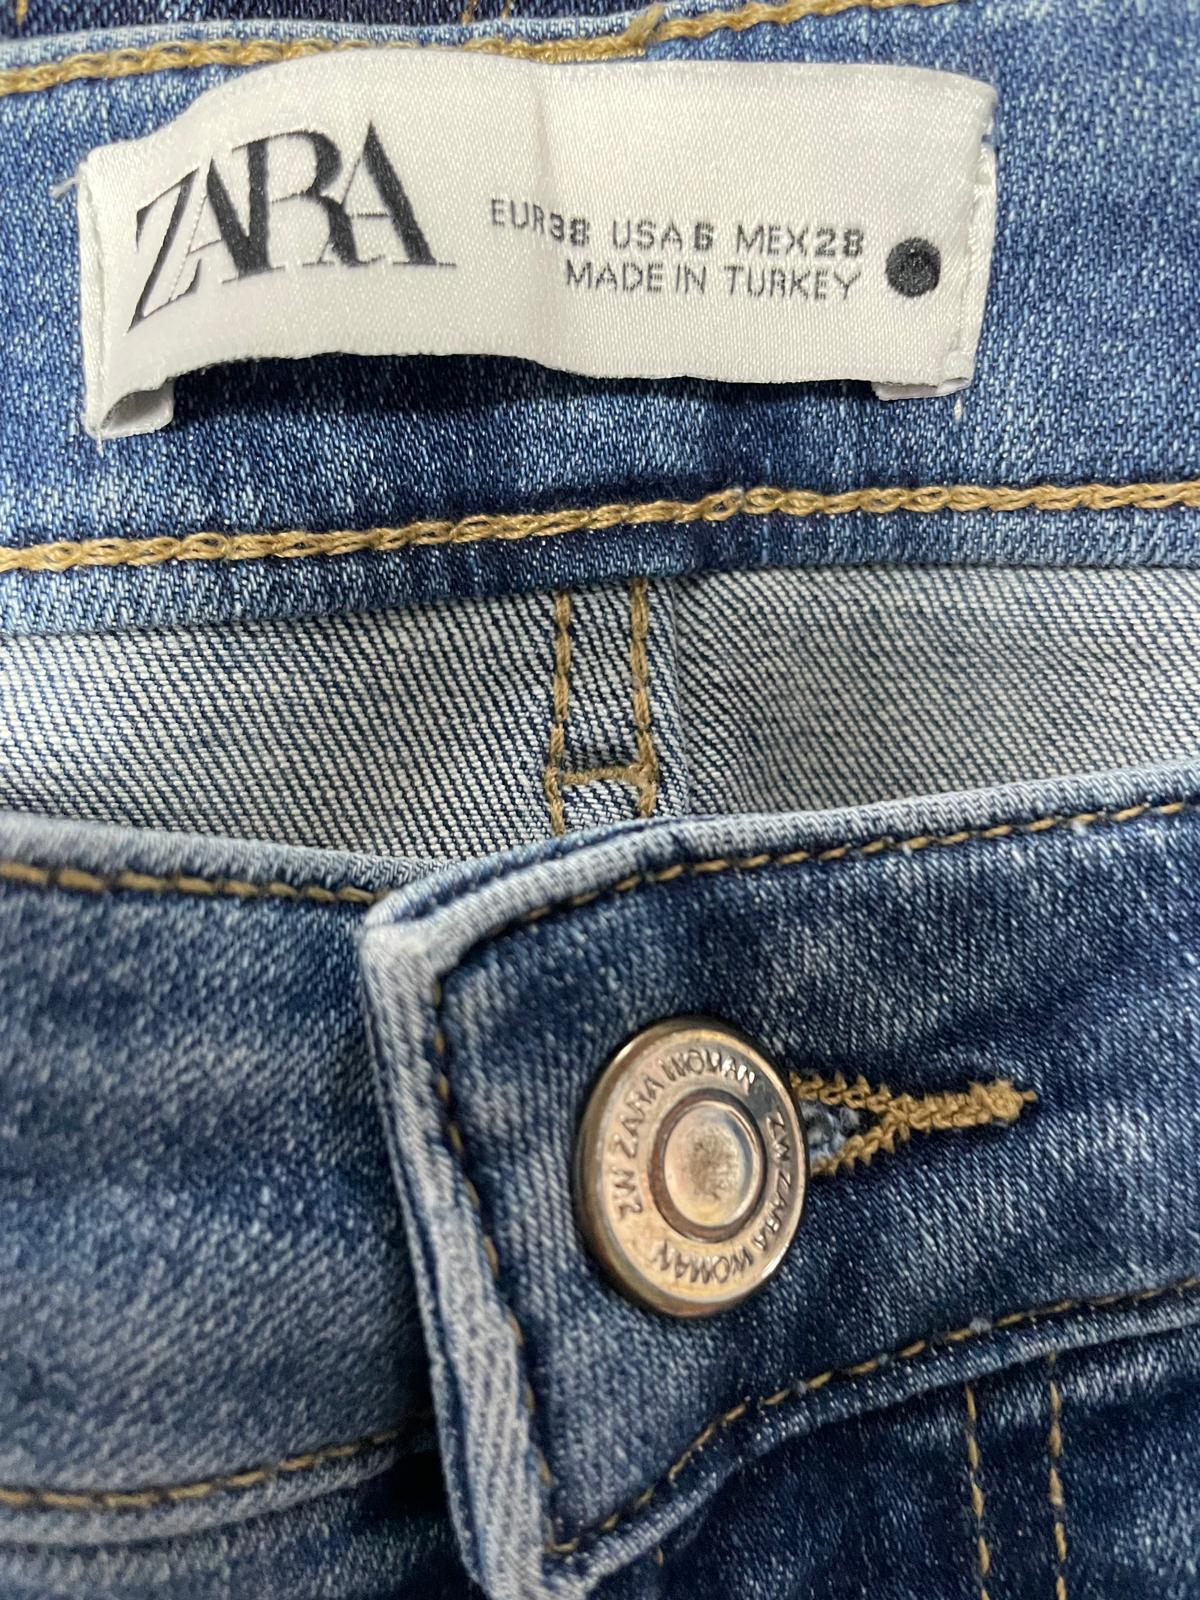 ZARA
EUR38 USA6 MEX28
MADE IN TURKEY
ZW ZARA WOMAN ZW ZARA WOMAN